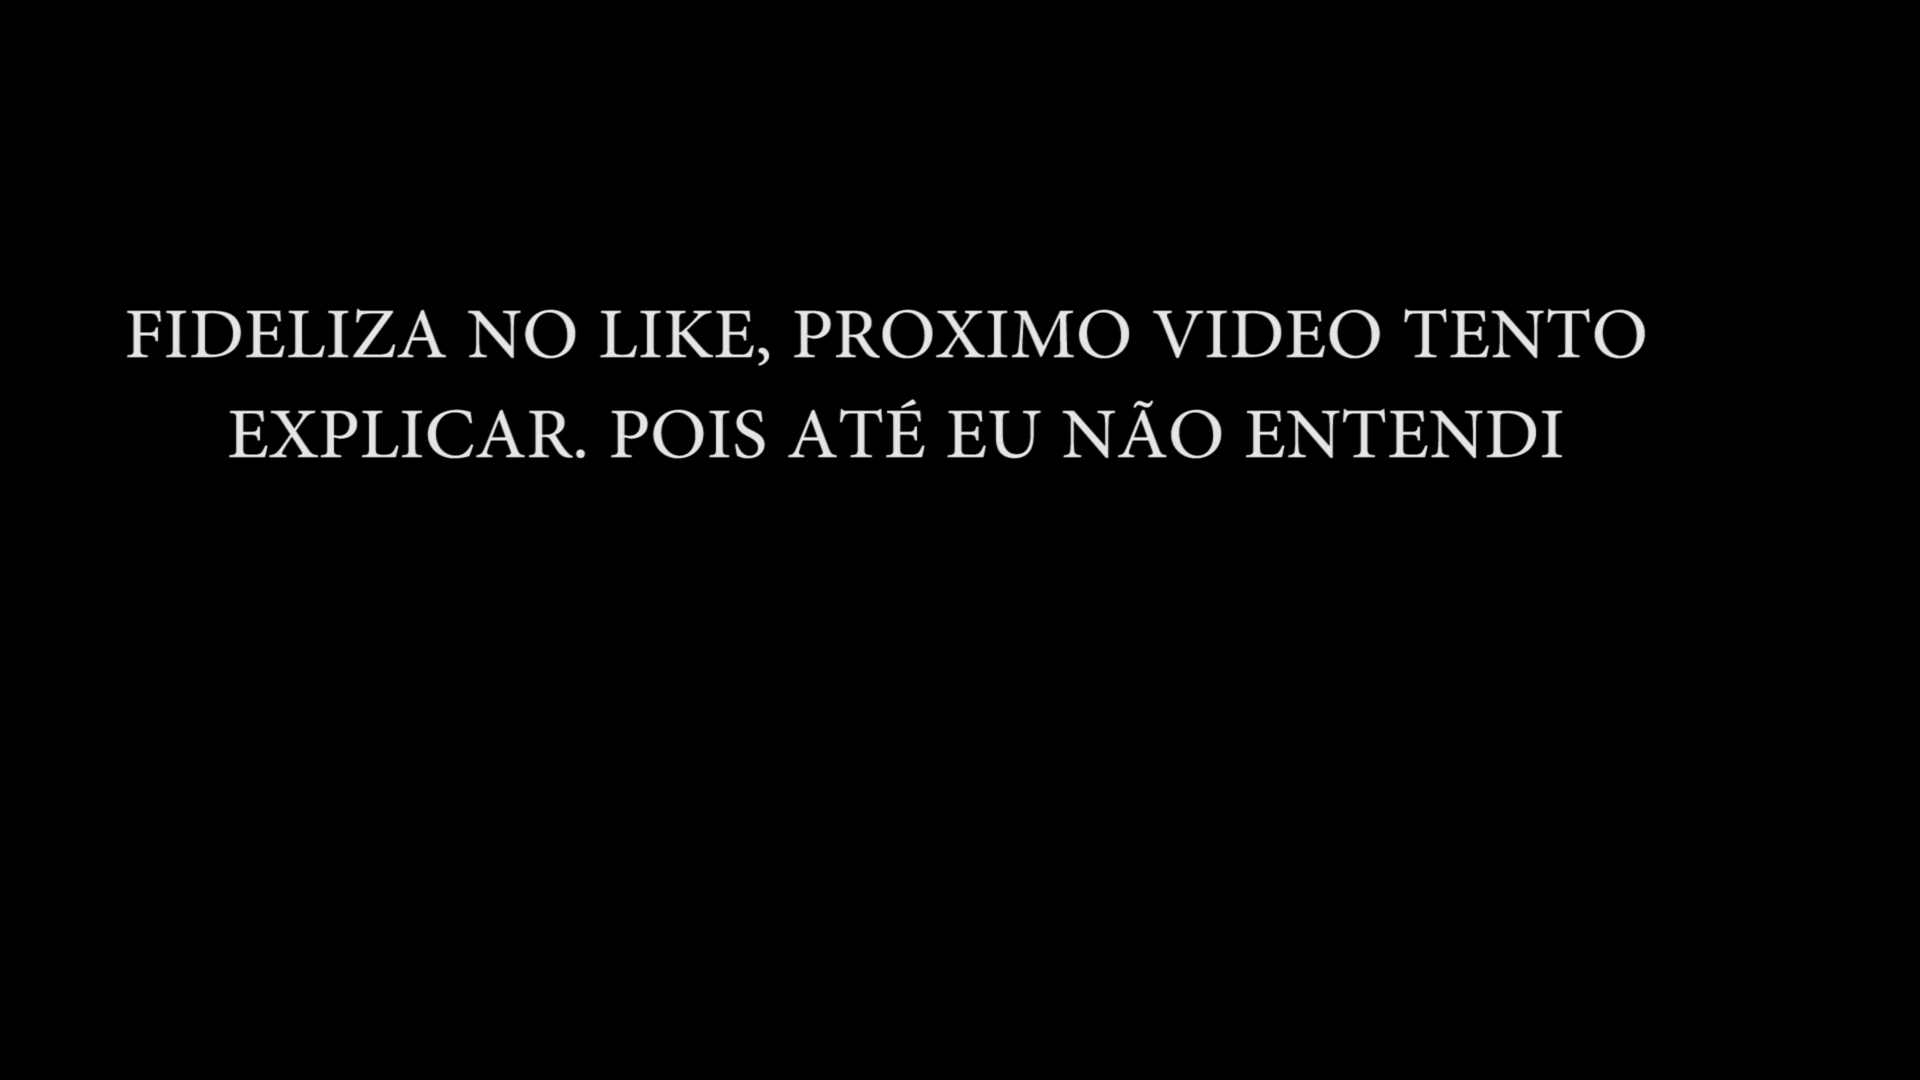 FIDELIZA NO LIKE, PROXIMO VIDEO TENTO
EXPLICAR. POIS ATÉ EU NÃO ENTENDI